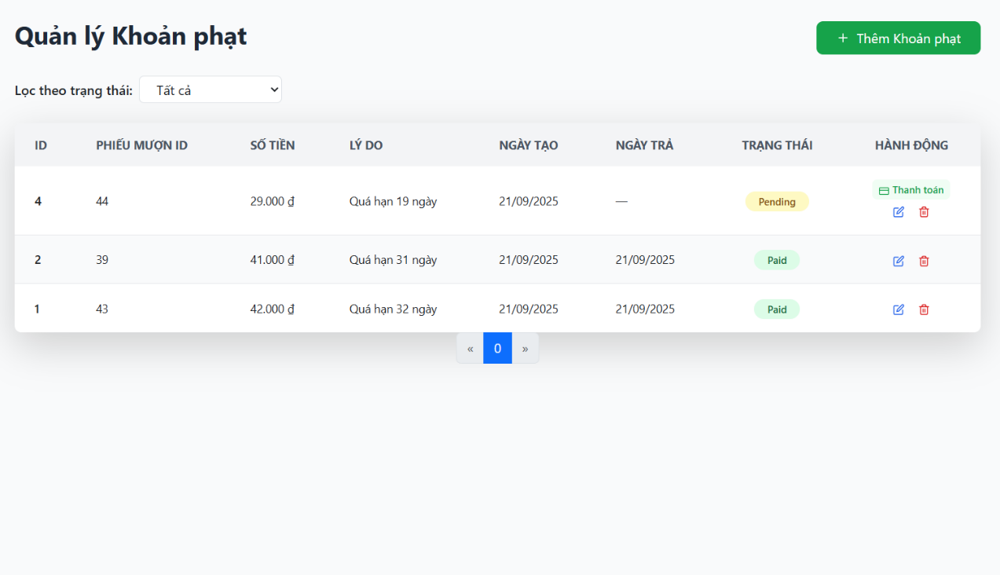 Quản lý Khoản phạt
+ Thêm Khoản phạt
Lọc theo trạng thái: Tất cả
ID PHIẾU MƯỢN ID SỐ TIỀN LÝ DO NGÀY TẠO NGÀY TRẢ TRẠNG THÁI HÀNH ĐỘNG
4 44 29.000 ₫ Quá hạn 19 ngày 21/09/2025 — Pending Thanh toán
2 39 41.000 ₫ Quá hạn 31 ngày 21/09/2025 21/09/2025 Paid
1 43 42.000 ₫ Quá hạn 32 ngày 21/09/2025 21/09/2025 Paid
« 0 »